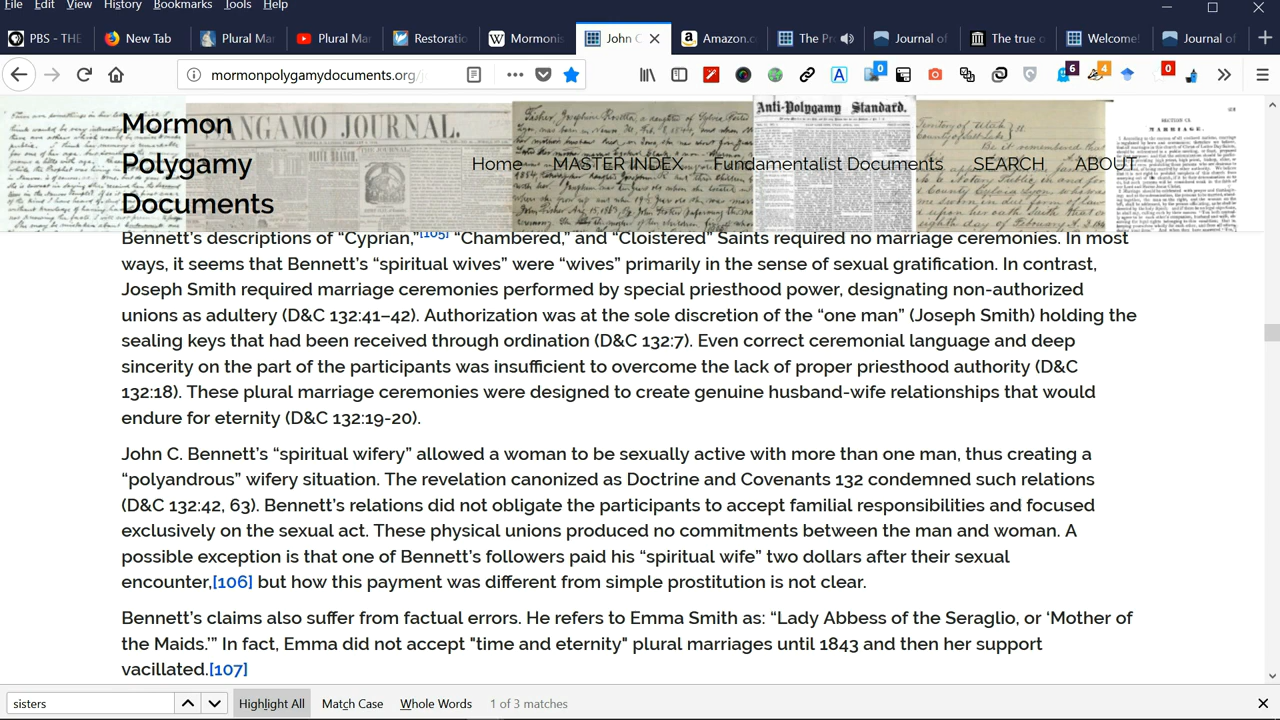 File Edit View History Bookmarks Tools Help
PBS - THE New Tab Plural Ma Plural Mar Restoratio Mormonis John C Amazon.c The Pr Journal of The true o Welcome! Journal of
mormonpolygamydocuments.org/j 0 6 4 0
Mormon
Polygamy
Documents
Anti-Polygamy Standard.
Home MASTER INDEX Fundamentalist Documents SEARCH ABOUT
Bennett's descriptions of “Cyprian,”[105] “Chambered,” and “Cloistered” Saints required no marriage ceremonies. In most
ways, it seems that Bennett’s “spiritual wives” were “wives” primarily in the sense of sexual gratification. In contrast,
Joseph Smith required marriage ceremonies performed by special priesthood power, designating non-authorized
unions as adultery (D&C 132:41–42). Authorization was at the sole discretion of the “one man” (Joseph Smith) holding the
sealing keys that had been received through ordination (D&C 132:7). Even correct ceremonial language and deep
sincerity on the part of the participants was insufficient to overcome the lack of proper priesthood authority (D&C
132:18). These plural marriage ceremonies were designed to create genuine husband-wife relationships that would
endure for eternity (D&C 132:19-20).
John C. Bennett’s “spiritual wifery” allowed a woman to be sexually active with more than one man, thus creating a
“polyandrous” wifery situation. The revelation canonized as Doctrine and Covenants 132 condemned such relations
(D&C 132:42, 63). Bennett’s relations did not obligate the participants to accept familial responsibilities and focused
exclusively on the sexual act. These physical unions produced no commitments between the man and woman. A
possible exception is that one of Bennett’s followers paid his “spiritual wife” two dollars after their sexual
encounter,[106] but how this payment was different from simple prostitution is not clear.
Bennett’s claims also suffer from factual errors. He refers to Emma Smith as: “Lady Abbess of the Seraglio, or ‘Mother of
the Maids.’” In fact, Emma did not accept "time and eternity" plural marriages until 1843 and then her support
vacillated.[107]
sisters Highlight All Match Case Whole Words 1 of 3 matches